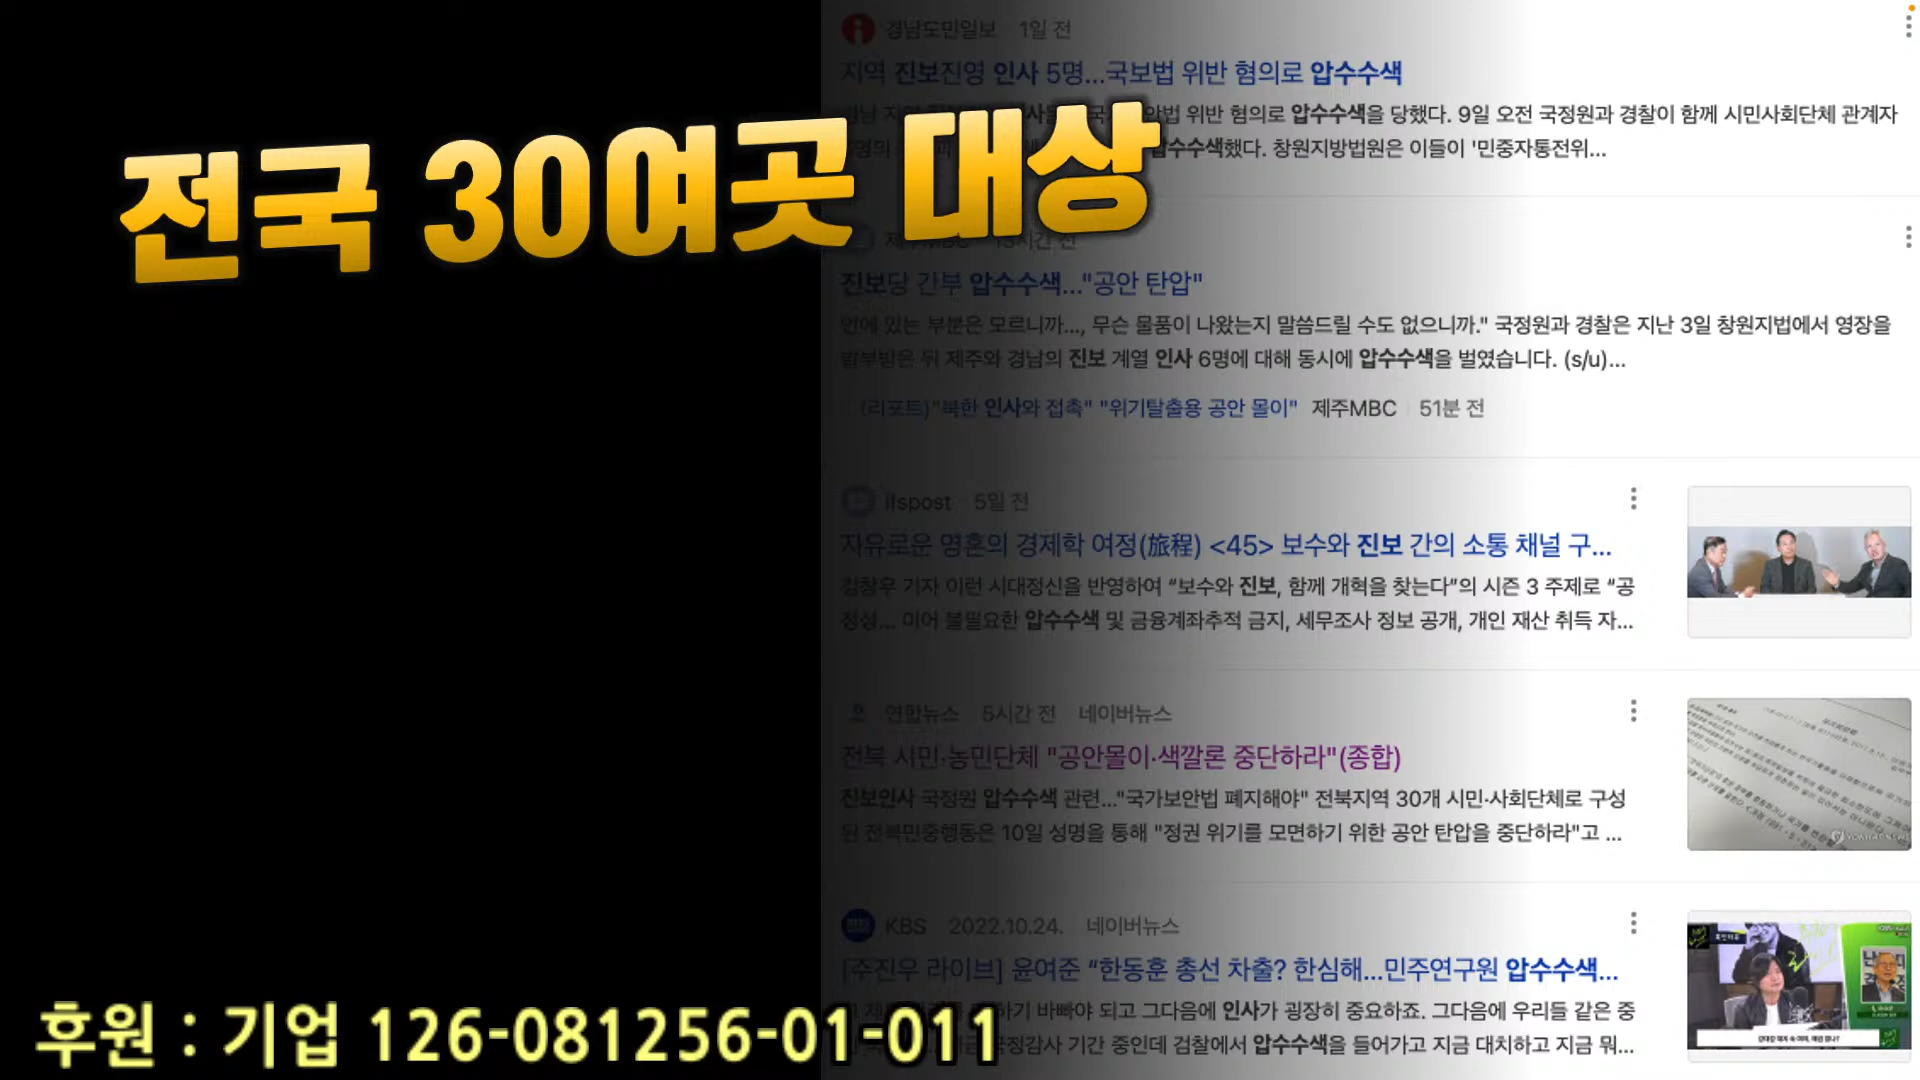 전국 30여곳 대상
경남도민일보 1일 전
지역 진보진영 인사 5명...국보법 위반 혐의로 압수수색
안법 위반 혐의로 압수수색을 당했다. 9일 오전 국정원과 경찰이 함께 시민사회단체 관계자
압수수색했다. 창원지방법원은 이들이 '민중자통전위...
제주MBC 15시간 전
진보당 간부 압수수색..."공안 탄압"
안에 있는 부분은 모르니까..., 무슨 물품이 나왔는지 말씀드릴 수도 없으니까." 국정원과 경찰은 지난 3일 창원지법에서 영장을
발부받은 뒤 제주와 경남의 진보 계열 인사 6명에 대해 동시에 압수수색을 벌였습니다. (s/u)...
(리포트)"북한 인사와 접촉" "위기탈출용 공안 몰이" 제주MBC 51분 전
ifspost 5일 전
자유로운 영혼의 경제학 여정(旅程) <45> 보수와 진보 간의 소통 채널 구...
김창우 기자 이런 시대정신을 반영하여 “보수와 진보, 함께 개혁을 찾는다”의 시즌 3 주제로 “공
정성... 이어 불필요한 압수수색 및 금융계좌추적 금지, 세무조사 정보 공개, 개인 재산 취득 자...
연합뉴스 5시간 전 네이버뉴스
전북 시민·농민단체 "공안몰이·색깔론 중단하라"(종합)
진보인사 국정원 압수수색 관련..."국가보안법 폐지해야" 전북지역 30개 시민·사회단체로 구성
된 전북민중행동은 10일 성명을 통해 "정권 위기를 모면하기 위한 공안 탄압을 중단하라"고 ...
KBS 2022.10.24. 네이버뉴스
[주진우 라이브] 윤여준 “한동훈 총선 차출? 한심해...민주연구원 압수수색...
하기 바빠야 되고 그다음에 인사가 굉장히 중요하죠. 그다음에 우리들 같은 중
국정감사 기간 중인데 검찰에서 압수수색을 들어가고 지금 대치하고 지금 뭐...
후원 : 기업 126-081256-01-011